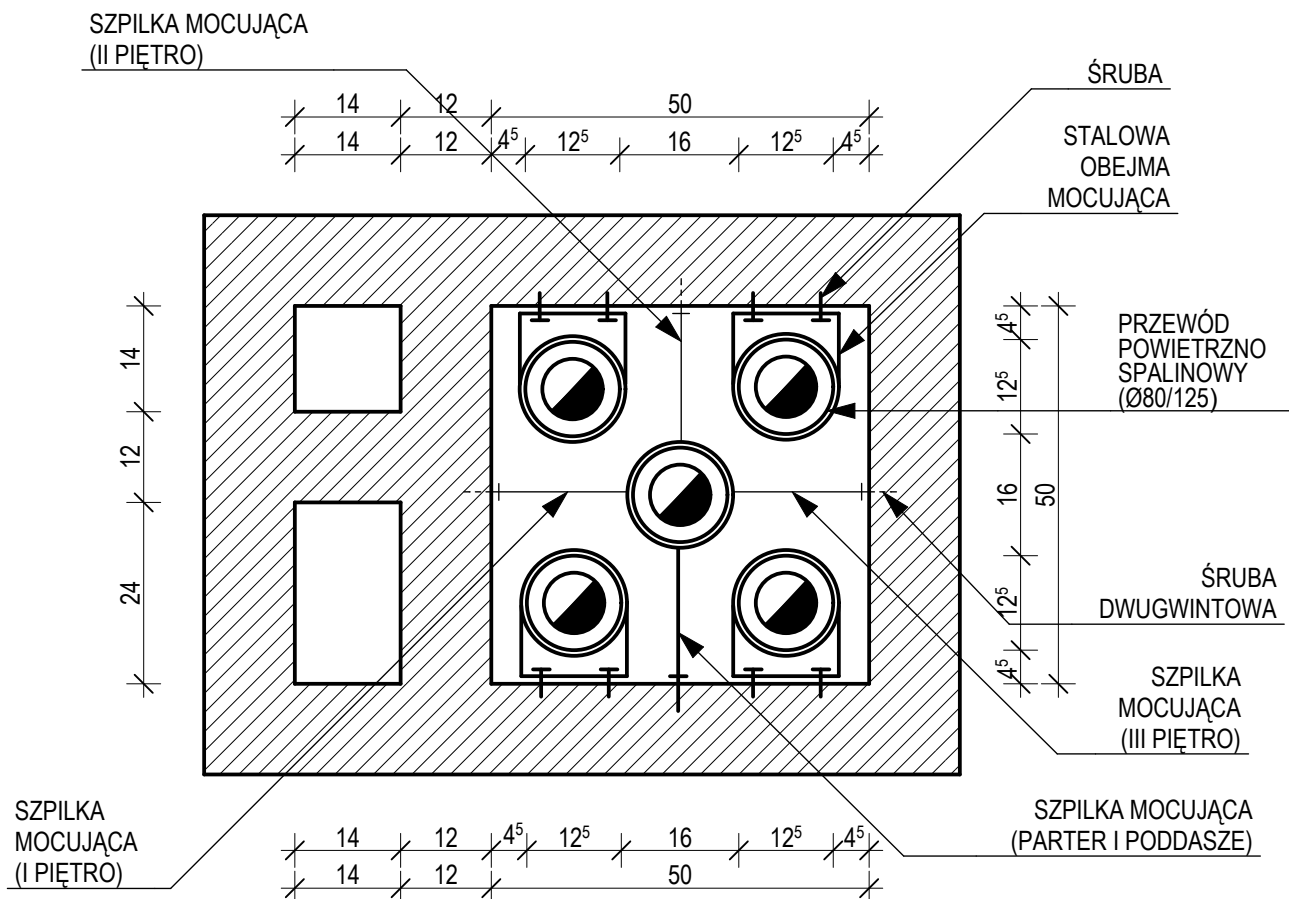 SZPILKA MOCUJĄCA
(II PIĘTRO)
ŚRUBA
STALOWA
OBEJMA
MOCUJĄCA
14 12 50
14 12 4⁵ 12⁵ 16 12⁵ 4⁵
PRZEWÓD
POWIETRZNO
SPALINOWY
(Ø80/125)
14
12
24
4⁵
12⁵
16
12⁵
4⁵
50
ŚRUBA
DWUGWINTOWA
SZPILKA
MOCUJĄCA
(III PIĘTRO)
SZPILKA MOCUJĄCA
(PARTER I PODDASZE)
SZPILKA
MOCUJĄCA
(I PIĘTRO)
14 12 4⁵ 12⁵ 16 12⁵ 4⁵
14 12 50